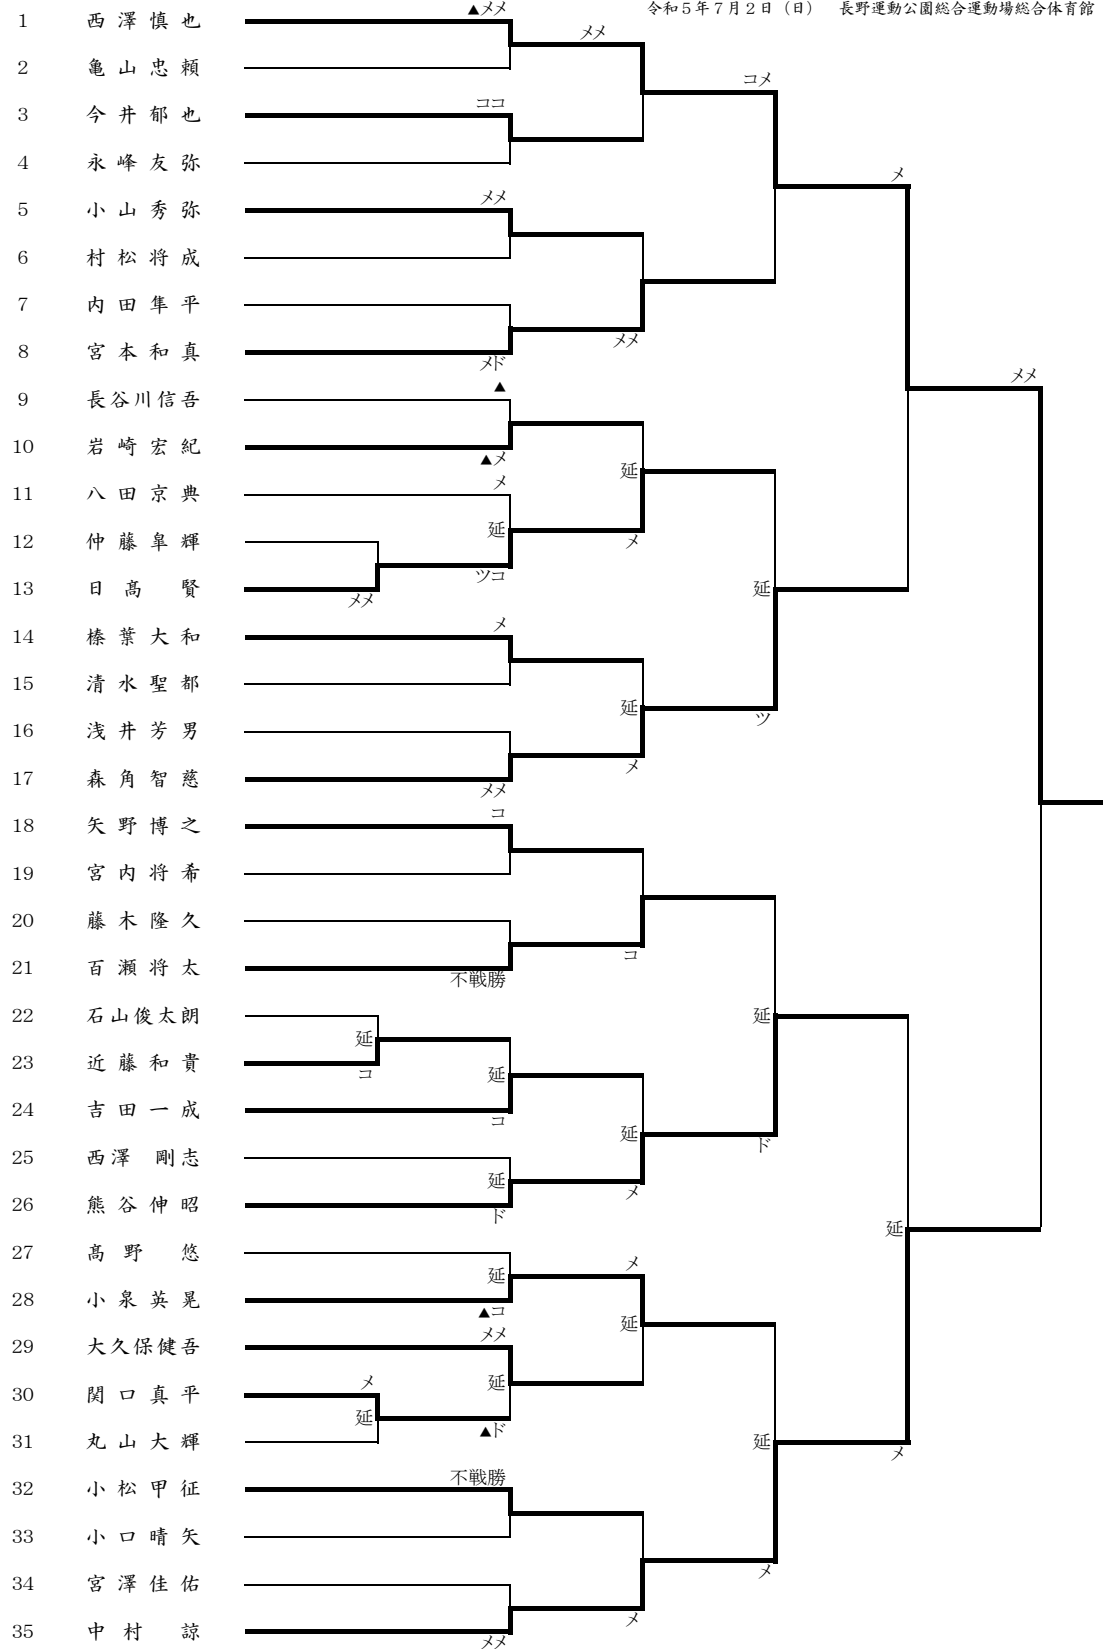 令和５年７月２日（日）　長野運動公園総合運動場総合体育館
1 西澤慎也 ▲メメ
メメ
2 亀山忠頼
コメ
3 今井郁也 ココ
4 永峰友弥
メ
5 小山秀弥 メメ
6 村松将成
7 内田隼平
メメ
8 宮本和真 メド
メメ
9 長谷川信吾 ▲
10 岩崎宏紀 ▲メ
延
11 八田京典 メ
延
12 仲藤皐輝
メ
13 日髙　賢 メメ
ツコ
延
14 榛葉大和 メ
15 清水聖都
延
ツ
16 浅井芳男
メ
17 森角智慈 メメ
18 矢野博之 コ
19 宮内将希
20 藤木隆久
コ
21 百瀬将太 不戦勝
22 石山俊太朗
延
延
23 近藤和貴 コ
延
24 吉田一成 コ
延
ド
25 西澤　剛志
延
メ
26 熊谷伸昭 ド
延
27 髙野　悠
メ
延
28 小泉英晃 ▲コ
延
29 大久保健吾 メメ
延
30 関口真平 メ
延
31 丸山大輝
▲ド
延
メ
32 小松甲征 不戦勝
33 小口晴矢
メ
34 宮澤佳佑
メ
35 中村　諒 メメ